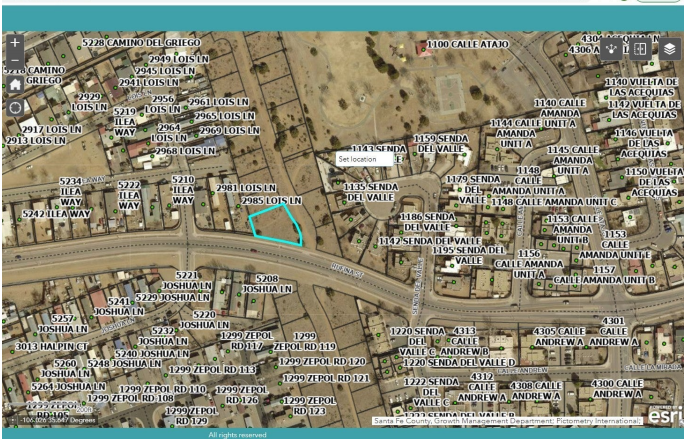 5228 CAMINO DEL GRIEGO
1100 CALLE ATAJO
2949 LOIS LN
2945 LOIS LN
2941 LOIS LN
5218 CAMINO
GRIEGO
1140 VUELTA DE
LAS ACEQUIAS
2929
LOIS LN
2956
LOIS LN
2961 LOIS LN
2965 LOIS LN
2969 LOIS LN
5219
ILEA
WAY
2964
LOIS LN
2968 LOIS LN
2917 LOIS LN
2913 LOIS LN
1140 CALLE
AMANDA
UNIT A
1142 VUELTA DE
LAS ACEQUIAS
1144 CALLE
AMANDA
UNIT A
1146 VUELTA
DE LAS
ACEQUIAS
1159 SENDA
DEL VALLE
1143 SENDA
Set location
1145 CALLE
AMANDA
UNIT A
1150 VUELTA
DE LAS
ACEQUIAS
5234
ILEA
WAY
5222
ILEA
WAY
5210
ILEA
WAY
2981 LOIS LN
2985 LOIS LN
5242 ILEA WAY
1135 SENDA
DEL VALLE
1179 SENDA
DEL
VALLE
1148
CALLE
AMANDA UNIT A
1148 CALLE AMANDA UNIT C
1186 SENDA
DEL VALLE
1142 SENDA DEL VALLE
1195 SENDA DEL
VALLE
1153 CALLE
AMANDA
UNIT B
1153
CALLE
AMANDA UNIT E
1156
CALLE AMANDA
UNIT A
1157
CALLE AMANDA UNIT B
RUFINA ST
5221
JOSHUA LN
5208
JOSHUA LN
5229 JOSHUA LN
5241
JOSHUA LN
5220
JOSHUA LN
5257
JOSHUA LN
5232
JOSHUA LN
3013 HALPIN CT
5240 JOSHUA LN
5248 JOSHUA LN
5260
JOSHUA LN
5264 JOSHUA LN
1299 ZEPOL
RD 117
1299
ZEPOL RD 119
1299 ZEPOL RD 120
1299 ZEPOL RD 113
1299 ZEPOL RD 121
1299 ZEPOL RD 110
1299 ZEPOL RD 108
1299 ZEPOL
RD 126
1299 ZEPOL
RD 123
1299 ZEPOL
RD 129
1220 SENDA
DEL
VALLE C
4313
CALLE
ANDREW B
1220 SENDA DEL VALLE D
4305 CALLE
ANDREW A
4301
CALLE
ANDREW A
CALLE ANDREW
CALLE LA MIRADA
1222 SENDA
DEL
VALLE
4312
CALLE
ANDREW A
4308 CALLE
ANDREW A
4300 CALLE
ANDREW A
-106.026 35.647 Degrees
Santa Fe County, Growth Management Department; Pictometry International;
POWERED BY
esri
All rights reserved